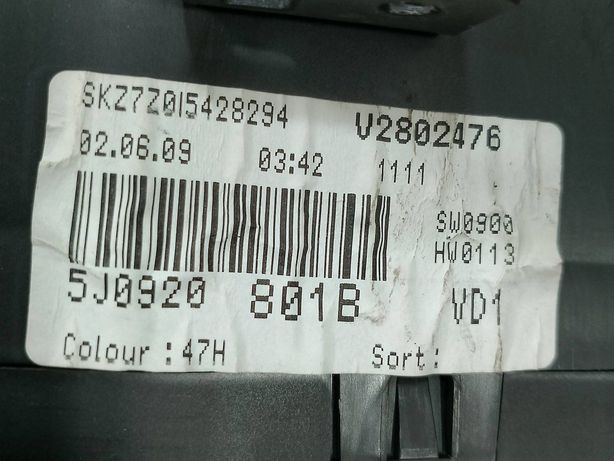 SKZ7Z0I5428294 V2802476
02.06.09 03:42 1111
SW0900
HW0113
5J0920 801B VD1
Colour : 47H Sort: